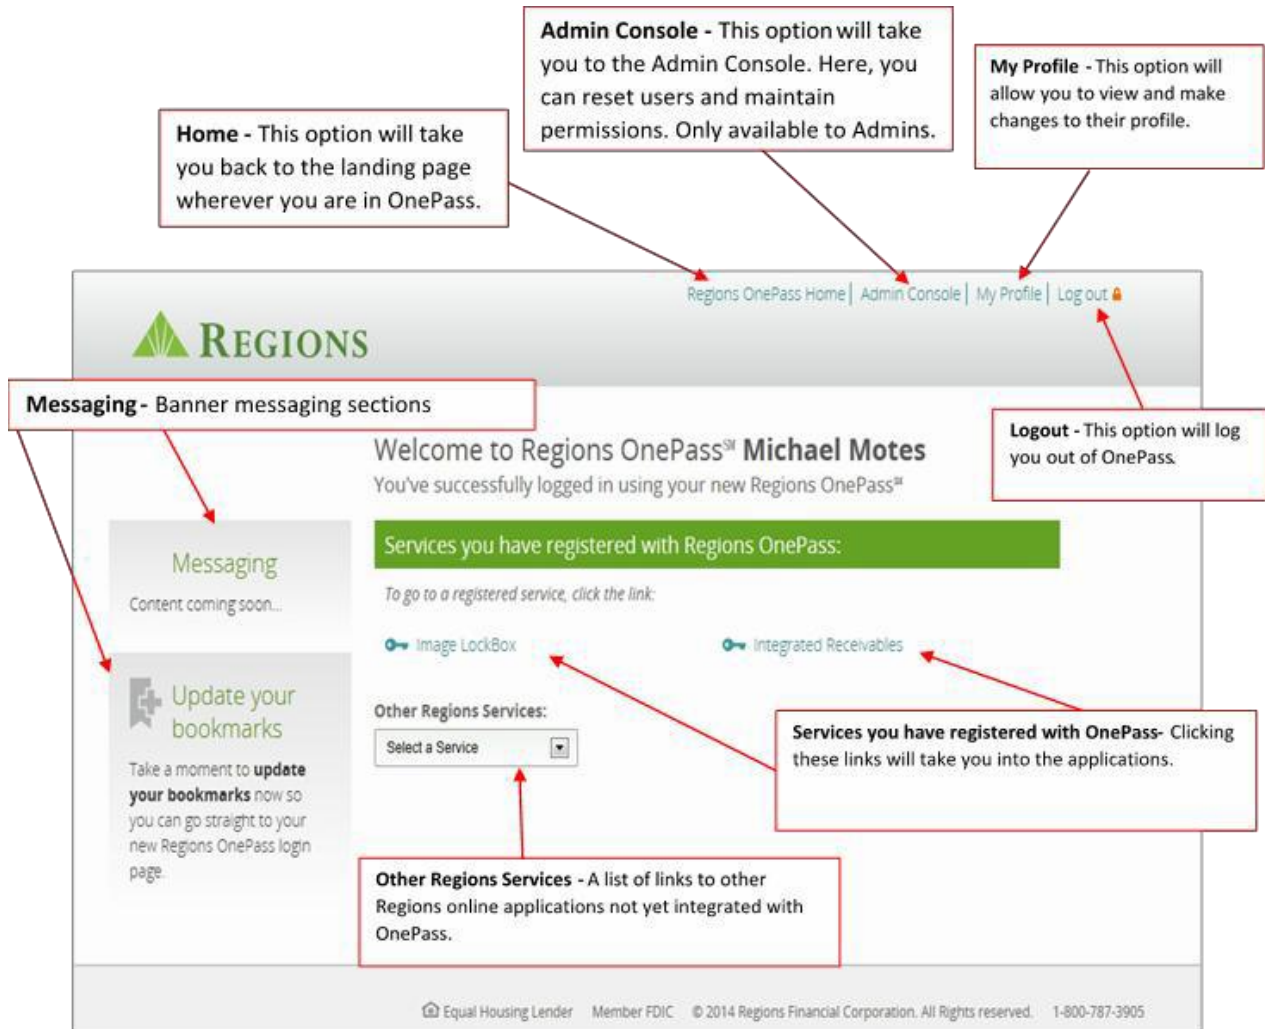 Admin Console - This option will take
you to the Admin Console. Here, you
can reset users and maintain
permissions. Only available to Admins.
My Profile - This option will
allow you to view and make
changes to their profile.
Home - This option will take
you back to the landing page
wherever you are in OnePass.
Regions OnePass Home | Admin Console | My Profile | Log out
REGIONS
Messaging - Banner messaging sections
Logout - This option will log
you out of OnePass.
Welcome to Regions OnePass℠ Michael Motes
You've successfully logged in using your new Regions OnePass℠
Messaging
Content coming soon...
Services you have registered with Regions OnePass:
To go to a registered service, click the link:
Image LockBox
Integrated Receivables
Update your
bookmarks
Take a moment to update
your bookmarks now so
you can go straight to your
new Regions OnePass login
page.
Other Regions Services:
Select a Service
Services you have registered with OnePass- Clicking
these links will take you into the applications.
Other Regions Services - A list of links to other
Regions online applications not yet integrated with
OnePass.
Equal Housing Lender Member FDIC © 2014 Regions Financial Corporation. All Rights reserved. 1-800-787-3905